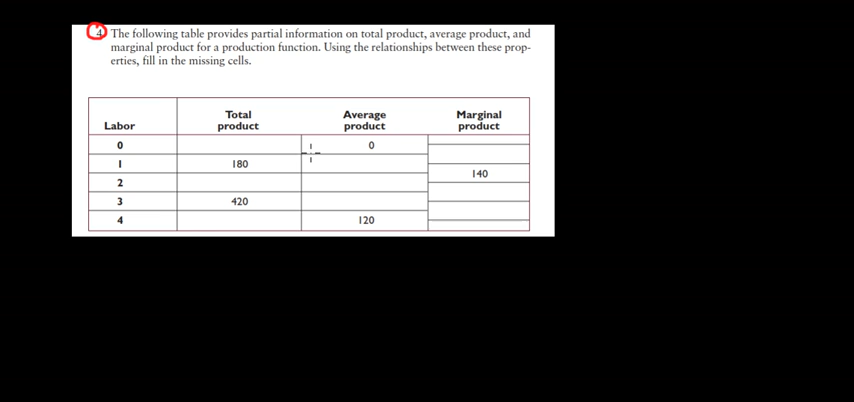 4 The following table provides partial information on total product, average product, and
marginal product for a production function. Using the relationships between these prop-
erties, fill in the missing cells.
Labor Total product Average product Marginal product
0 0
1 180
140
2
3 420
4 120